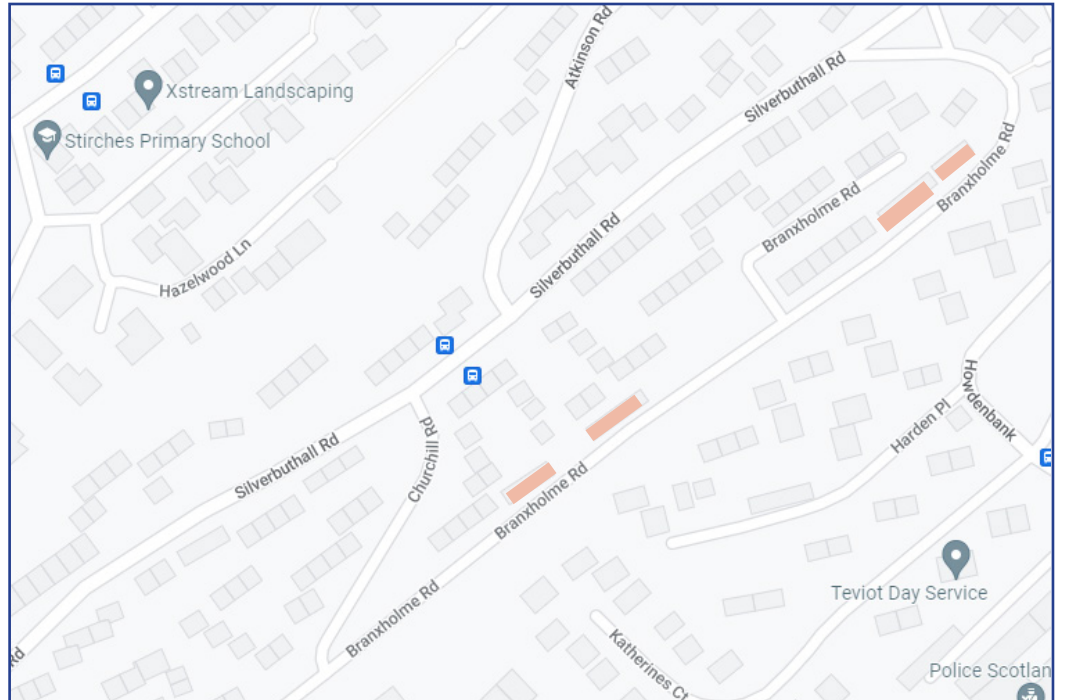 Atkinson Rd
Xstream Landscaping
Stirches Primary School
Silverbuthall Rd
Branxholme Rd
Branxholme Rd
Silverbuthall Rd
Hazelwood Ln
Howdenbank
Harden Pl
Churchill Rd
Silverbuthall Rd
Branxholme Rd
Teviot Day Service
Branxholme Rd
Katherines Ct
Rd
Police Scotlan